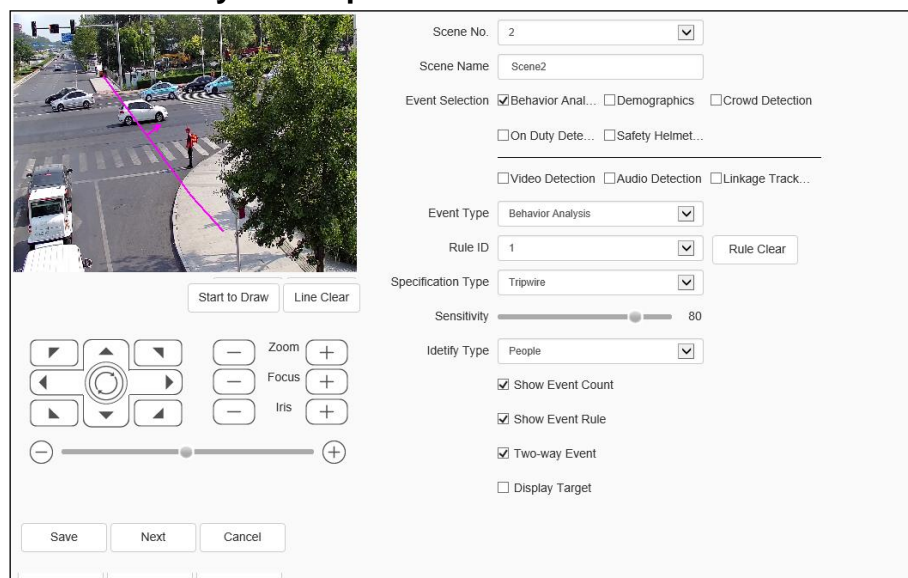 Scene No. 2
Scene Name Scene2
Event Selection Behavior Anal... Demographics Crowd Detection
On Duty Dete... Safety Helmet...
Video Detection Audio Detection Linkage Track...
Event Type Behavior Analysis
Rule ID 1 Rule Clear
Specification Type Tripwire
Start to Draw Line Clear
Sensitivity 80
Idetify Type People
Zoom
Focus
Iris
Show Event Count
Show Event Rule
Two-way Event
Display Target
Save Next Cancel